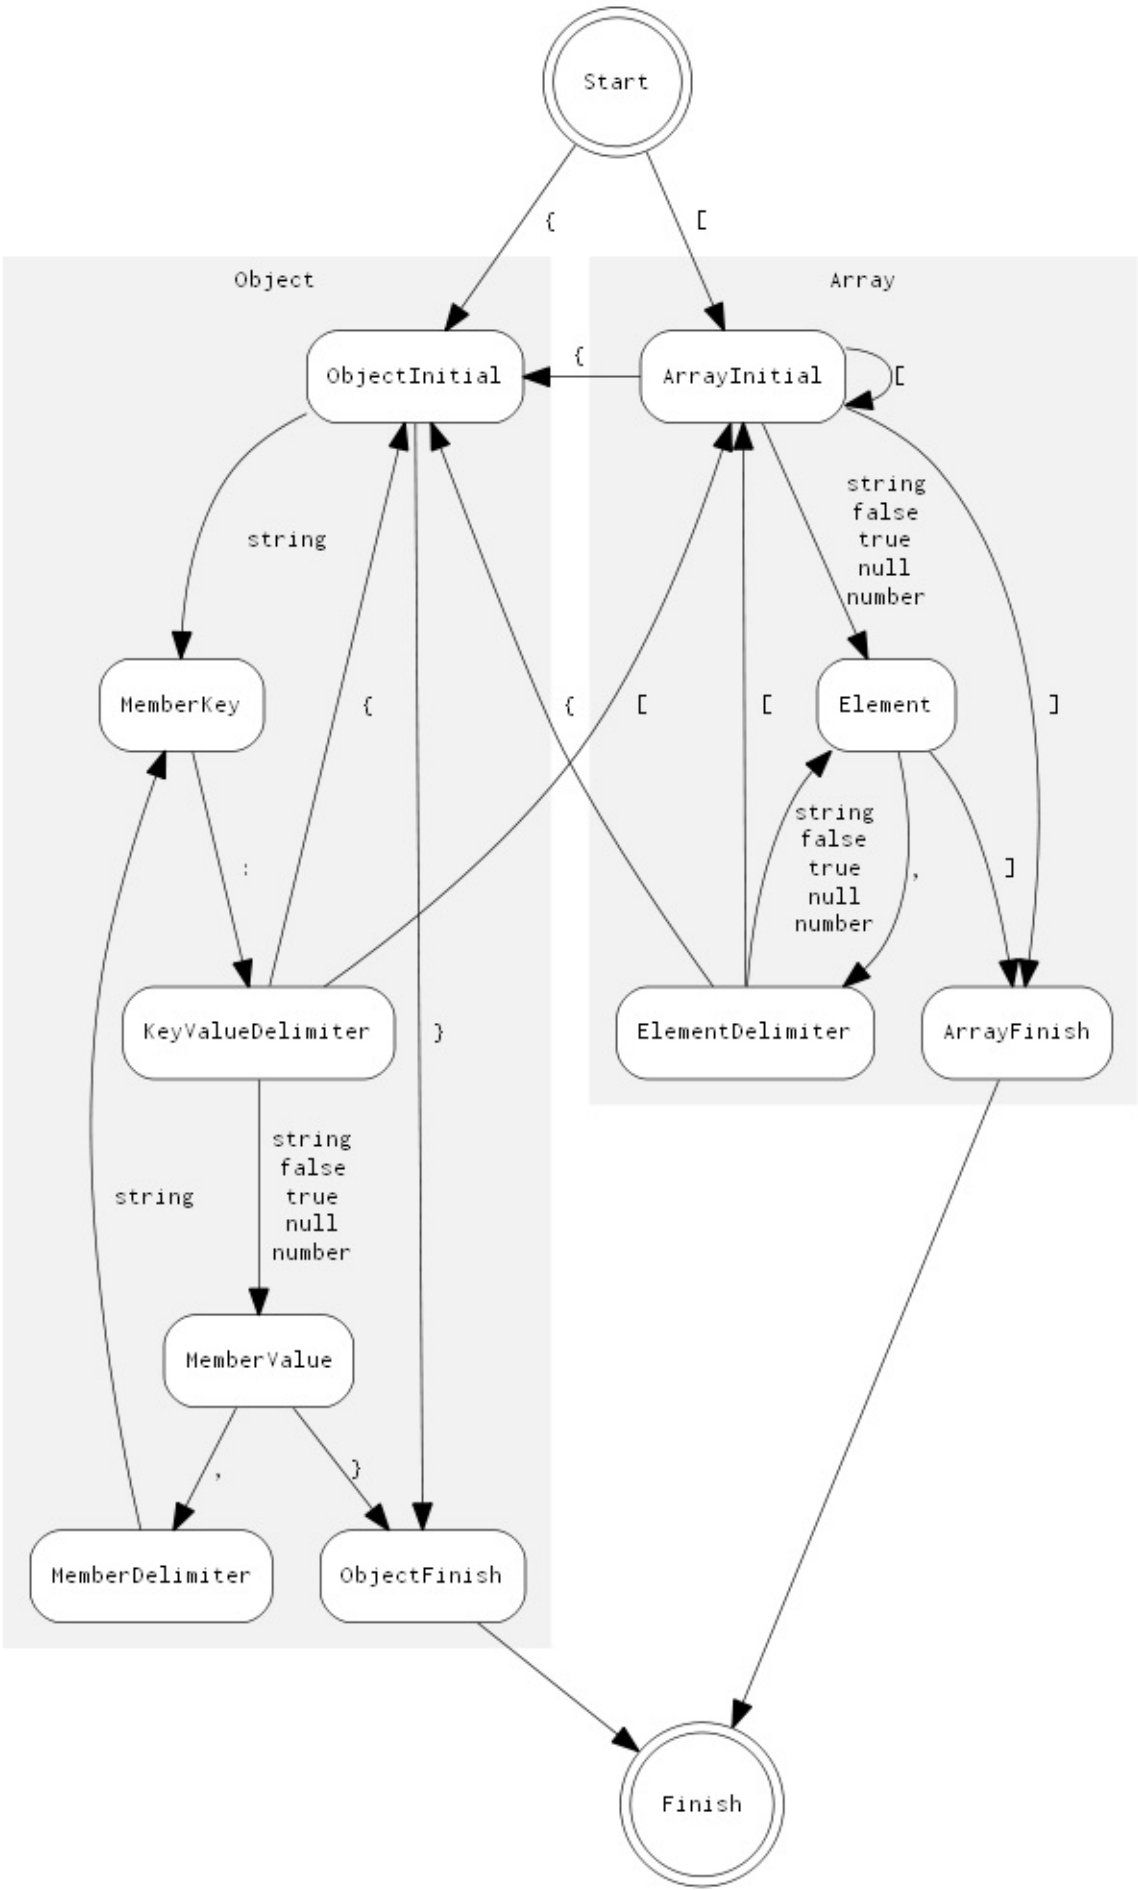 Start
{
[
Object
Array
ObjectInitial
{
ArrayInitial
[
string
false
true
null
number
string
MemberKey
{
{
[
[
Element
]
string
false
true
null
number
:
,
]
KeyValueDelimiter
}
ElementDelimiter
ArrayFinish
string
false
true
null
number
string
MemberValue
,
}
MemberDelimiter
ObjectFinish
Finish